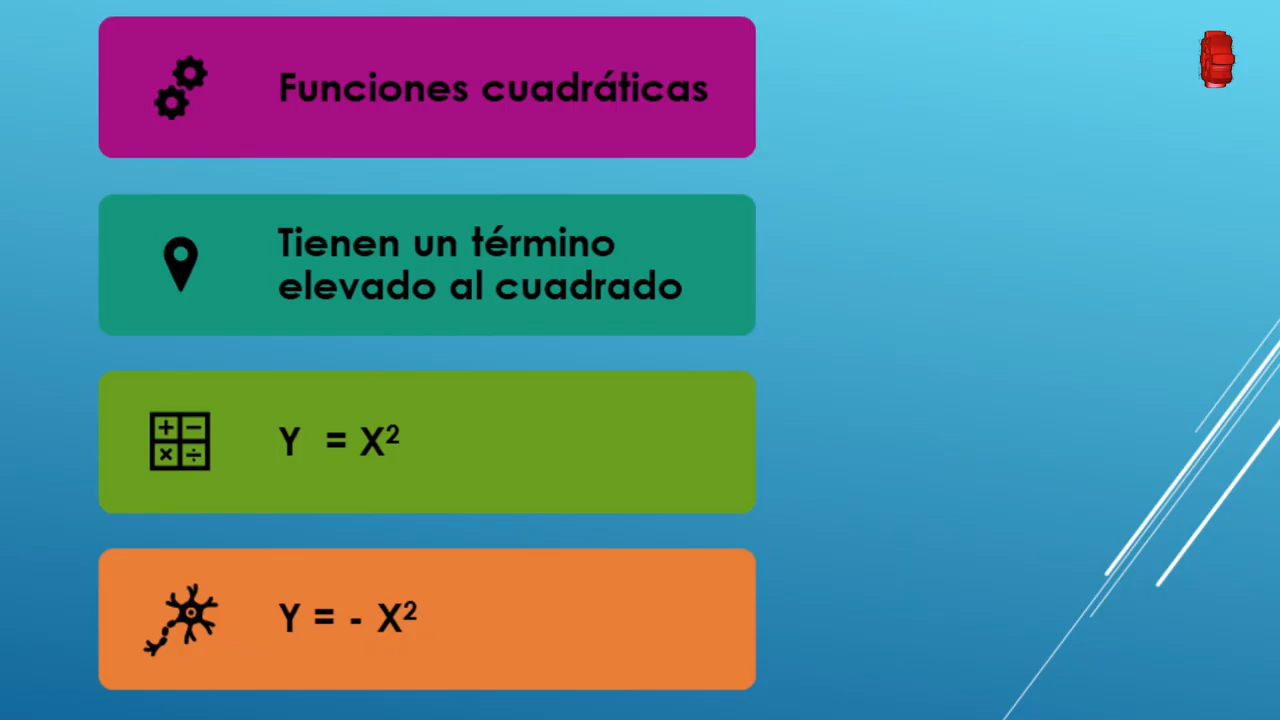 Funciones cuadráticas
Tienen un término
elevado al cuadrado
Y = X²
Y = - X²